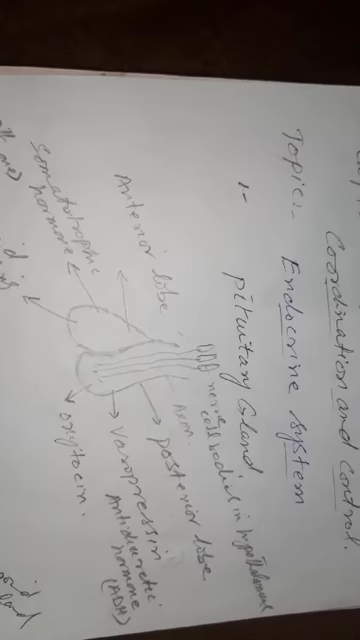 Coordination and control.
Topic:- Endocrine system
1- Pituitary Gland
nerve
cell bodies in hypothalamus
Axon.
Anterior lobe
posterior lobe
Somatotrophic
hormone
Vasopressin
Antidiuretic
hormone
(ADH)
oxytocin.